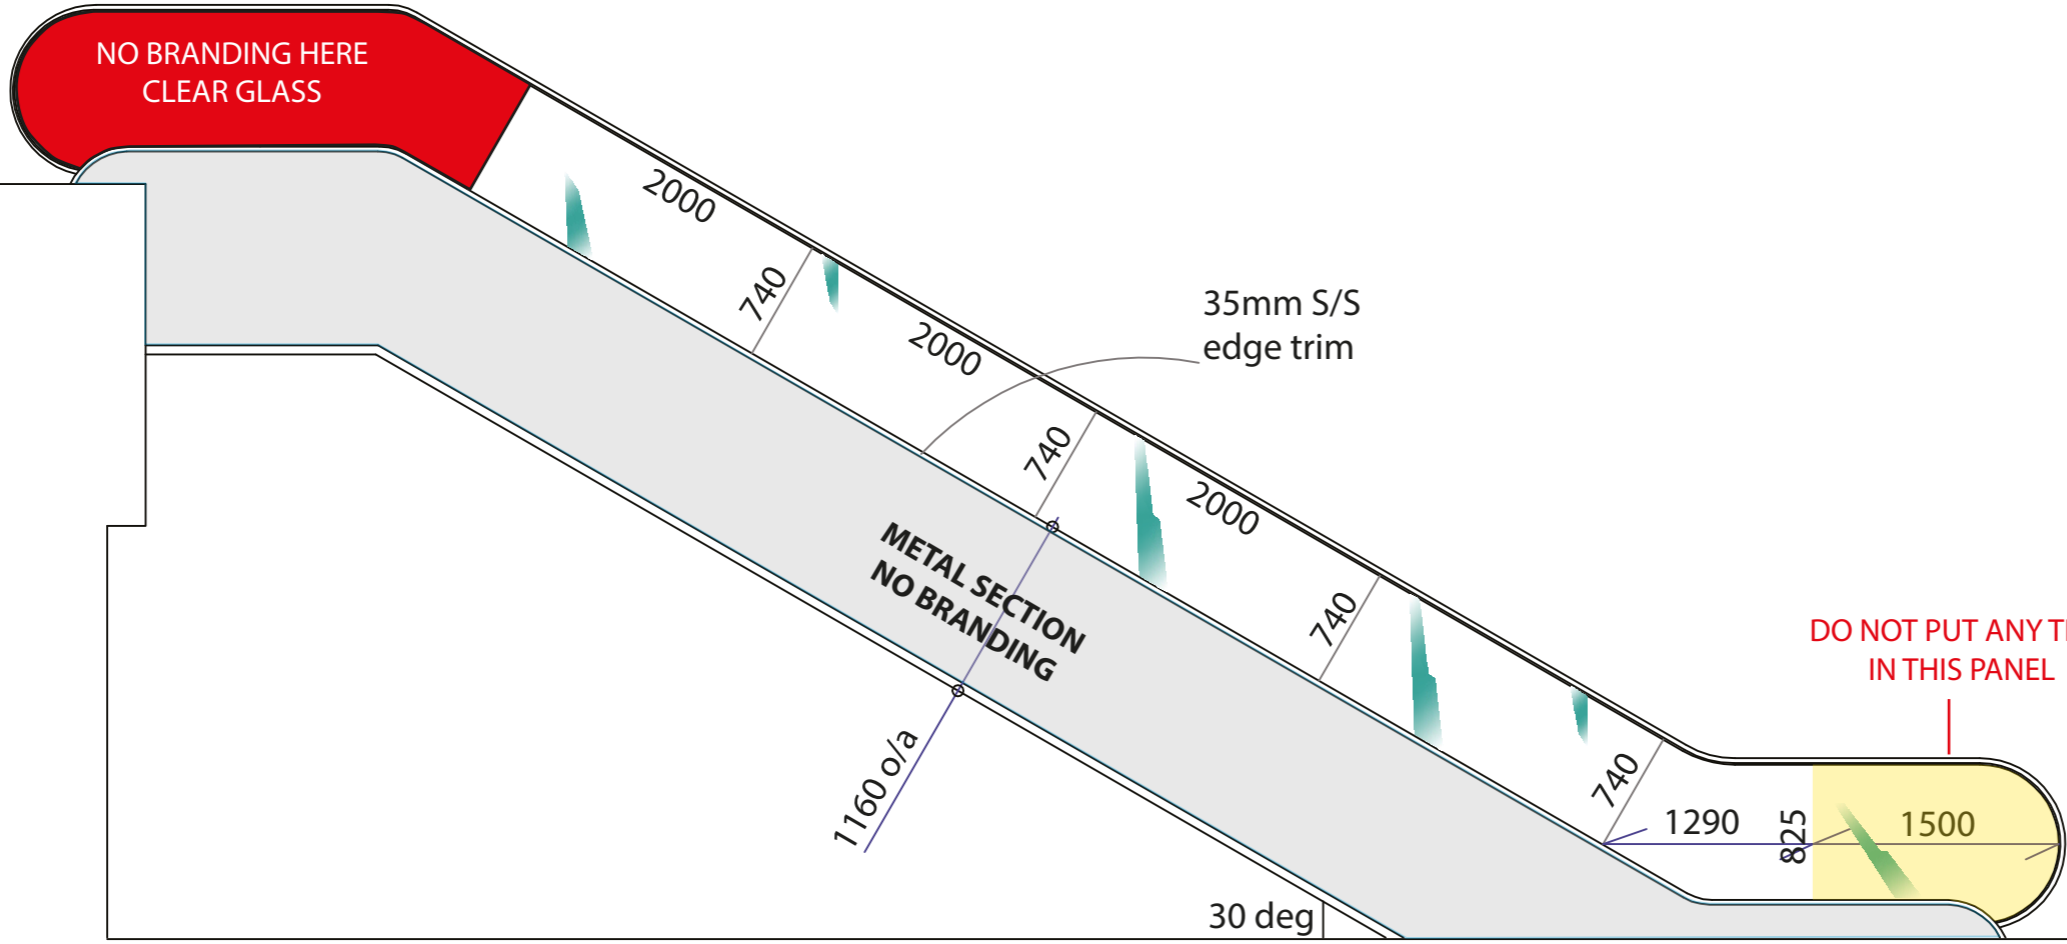 NO BRANDING HERE
CLEAR GLASS
2000
740
2000
35mm S/S
edge trim
740
2000
METAL SECTION
NO BRANDING
740
DO NOT PUT ANY
IN THIS PANEL
740
1160 o/a
1290
825
1500
30 deg